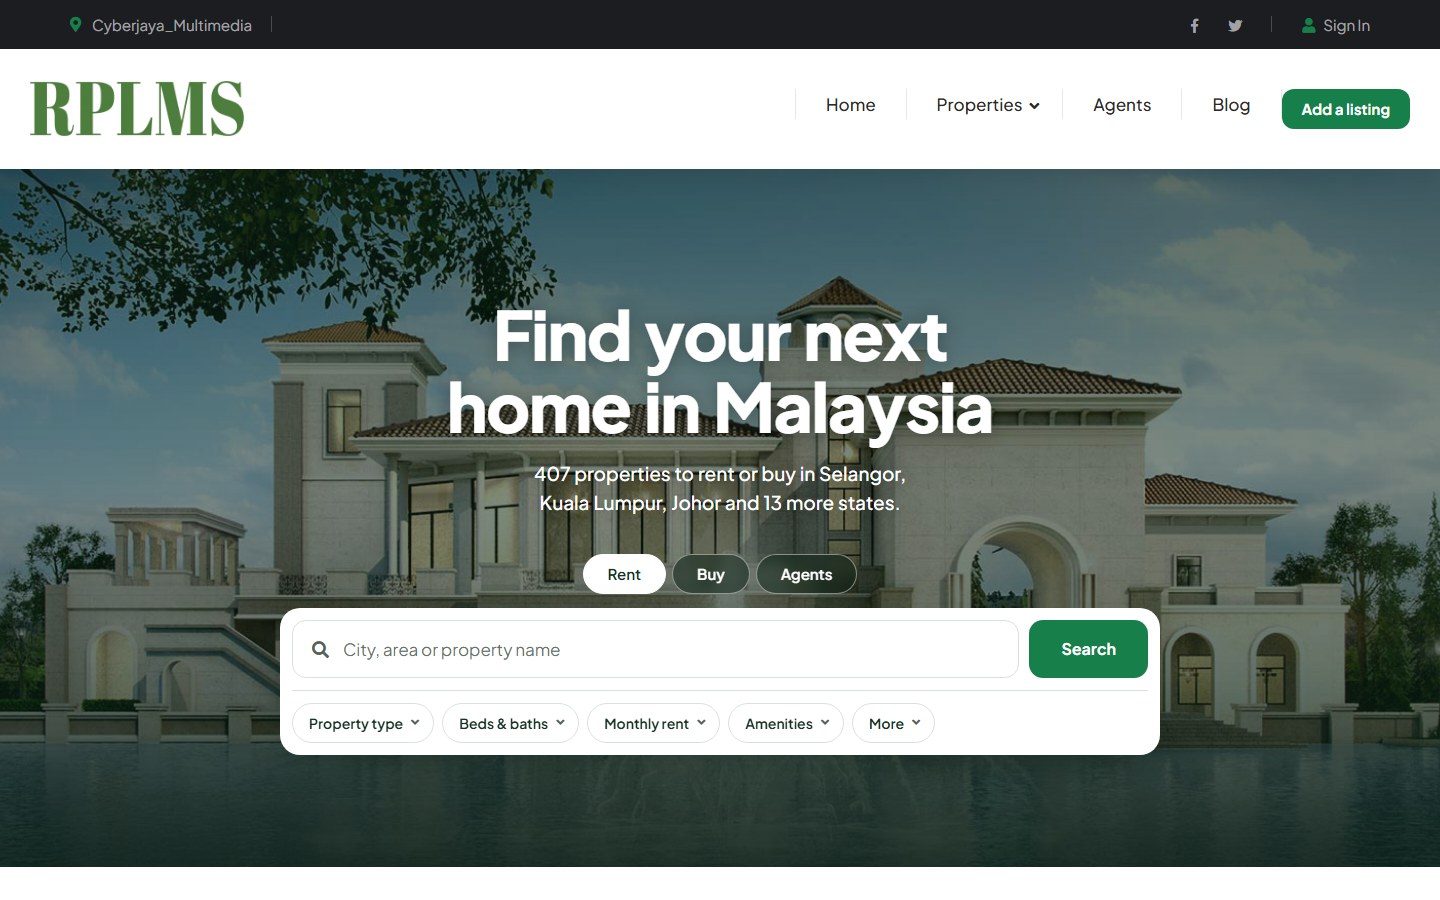 Cyberjaya_Multimedia
Sign In
RPLMS
Home
Properties
Agents
Blog
Add a listing
Find your next
home in Malaysia
407 properties to rent or buy in Selangor,
Kuala Lumpur, Johor and 13 more states.
Rent
Buy
Agents
City, area or property name
Search
Property type
Beds & baths
Monthly rent
Amenities
More